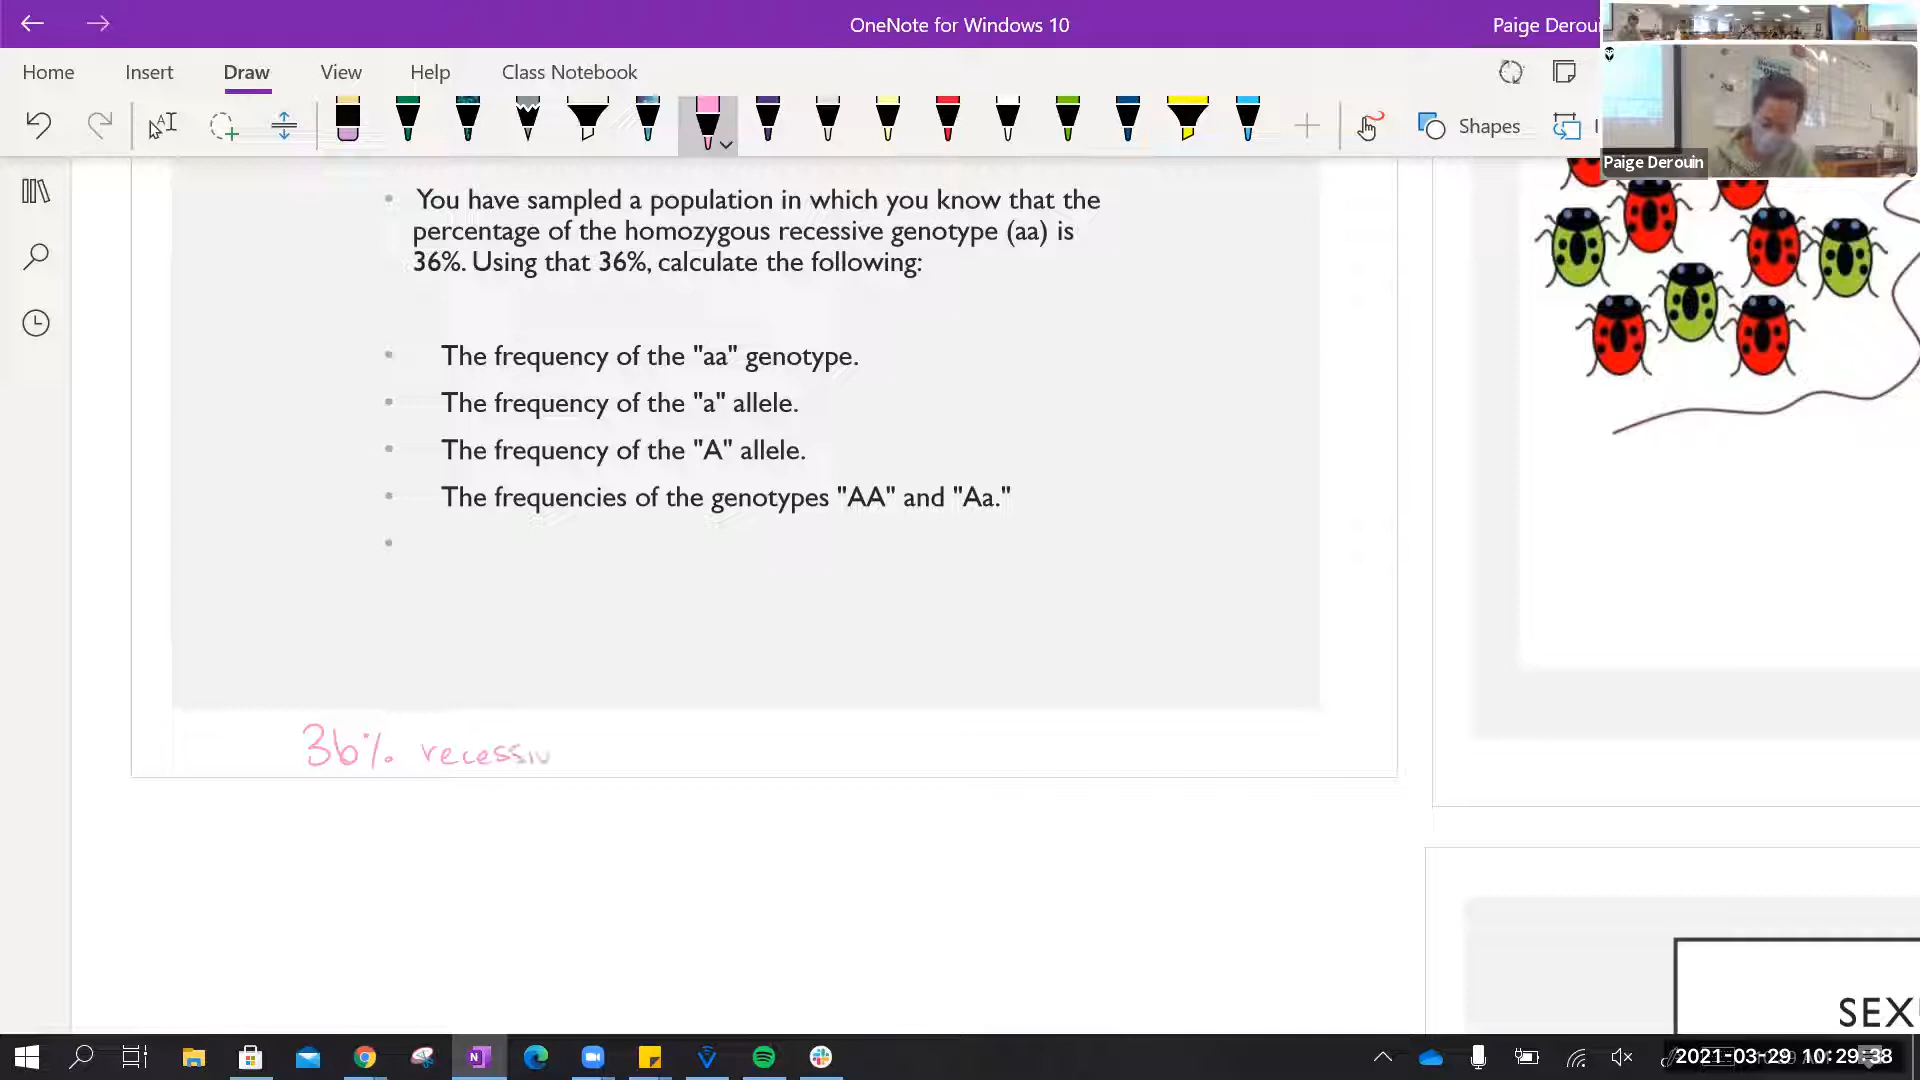 OneNote for Windows 10
Home
Insert
Draw
View
Help
Class Notebook
Shapes
Paige Derouin
You have sampled a population in which you know that the
percentage of the homozygous recessive genotype (aa) is
36%. Using that 36%, calculate the following:
The frequency of the "aa" genotype.
The frequency of the "a" allele.
The frequency of the "A" allele.
The frequencies of the genotypes "AA" and "Aa."
36% recessiv
2021-03-29 10:29:38